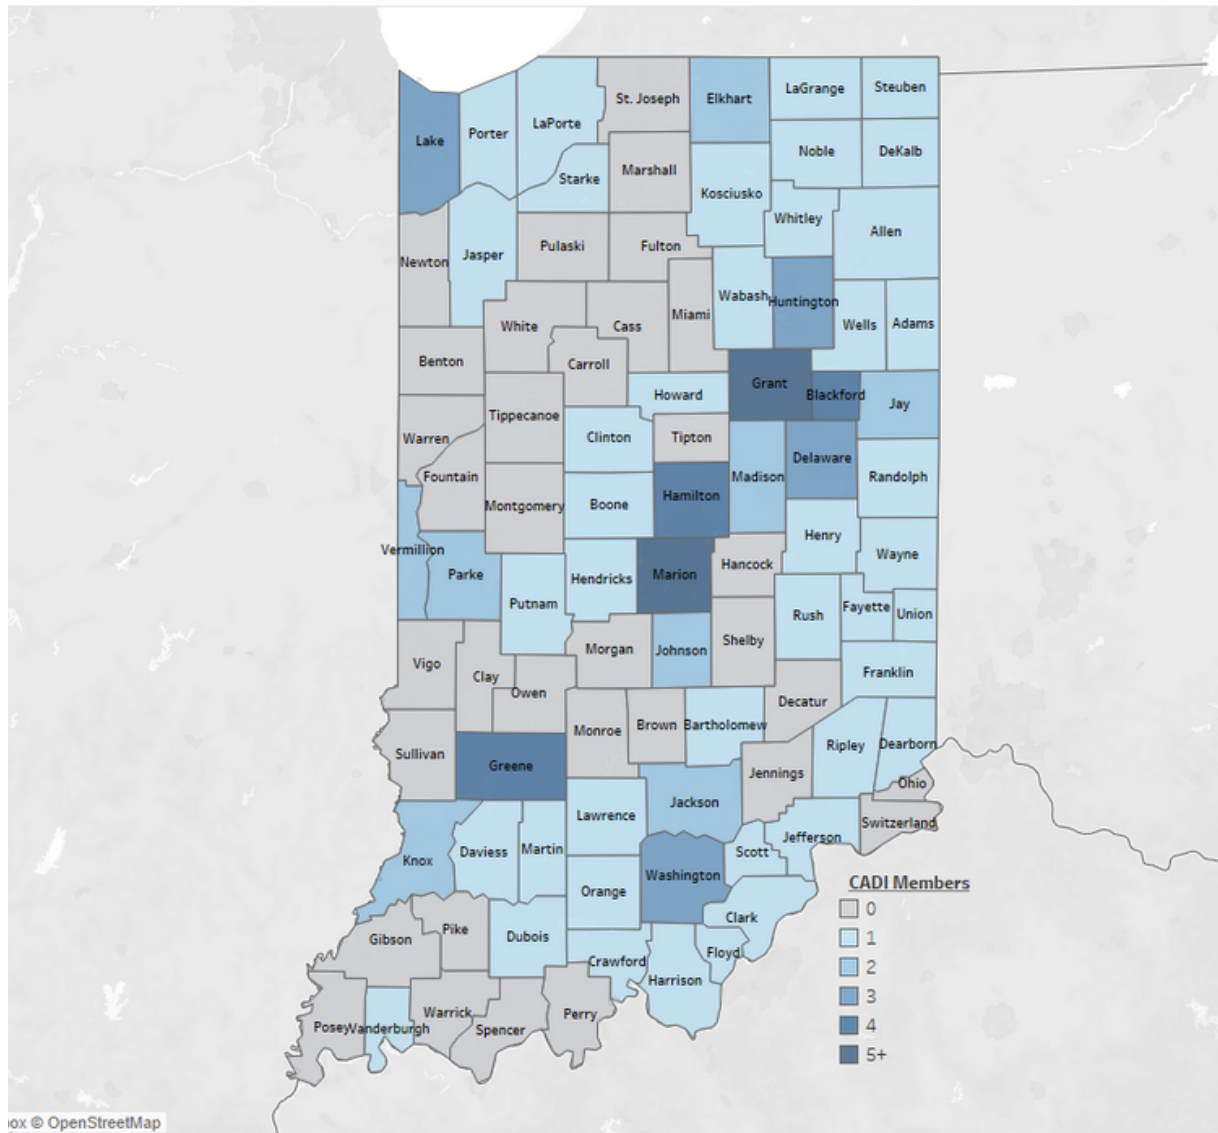 LaGrange
Steuben
St. Joseph
Elkhart
LaPorte
Porter
Lake
Noble
DeKalb
Marshall
Starke
Kosciusko
Whitley
Allen
Pulaski
Fulton
Jasper
Newton
Wabash
Huntington
Miami
Wells
Adams
White
Cass
Benton
Carroll
Grant
Howard
Blackford
Jay
Tippecanoe
Clinton
Tipton
Warren
Delaware
Fountain
Madison
Randolph
Hamilton
Boone
Montgomery
Henry
Vermillion
Wayne
Hancock
Parke
Marion
Hendricks
Putnam
Fayette
Rush
Union
Shelby
Morgan
Johnson
Vigo
Franklin
Clay
Owen
Decatur
Brown
Bartholomew
Monroe
Ripley
Dearborn
Sullivan
Greene
Jennings
Ohio
Jackson
Lawrence
Switzerland
Jefferson
Martin
Daviess
Scott
Knox
Washington
Orange
Clark
Pike
Dubois
Gibson
Floyd
Crawford
Harrison
Warrick
Perry
Posey
Vanderburgh
Spencer
CADI Members
0
1
2
3
4
5+
ox © OpenStreetMap